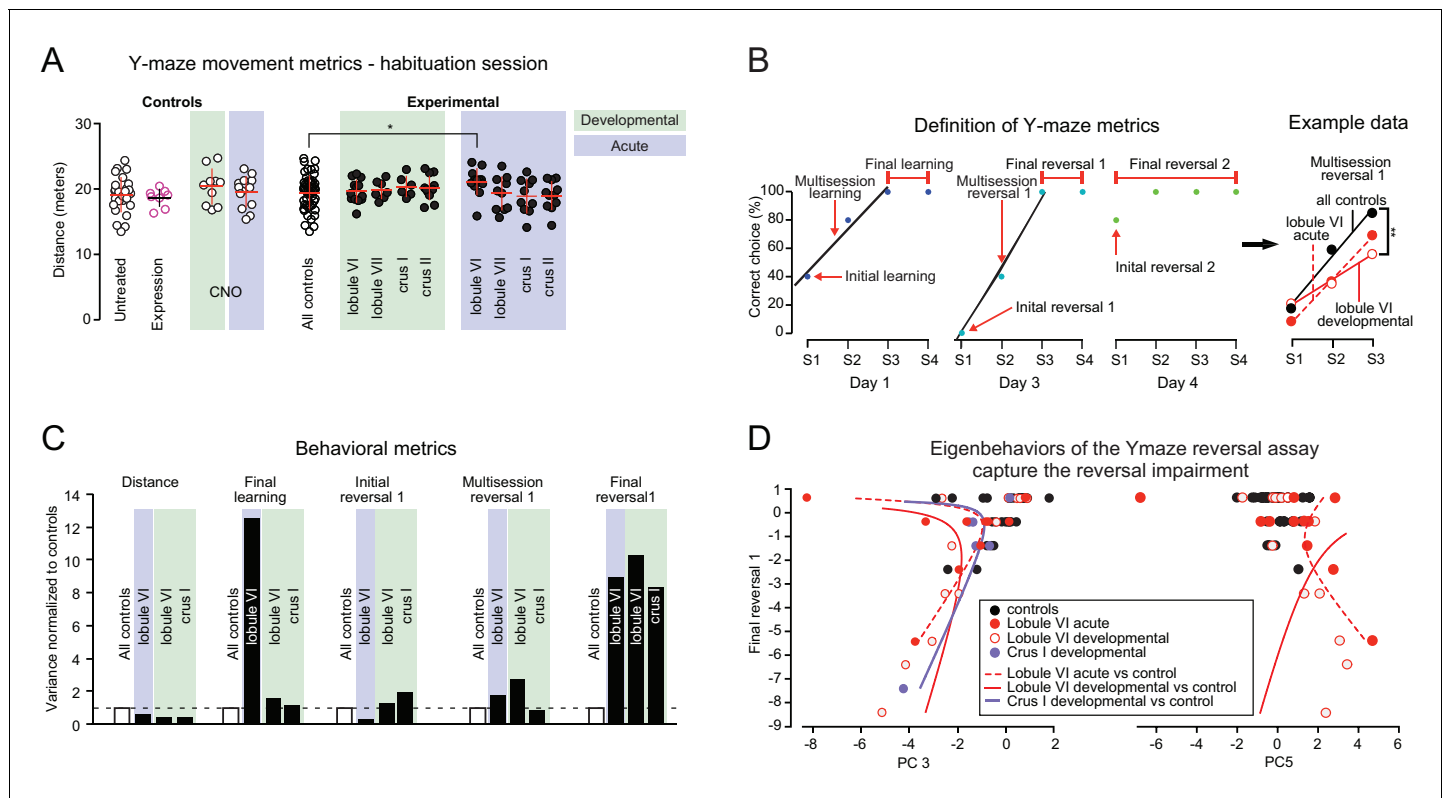 A
Y-maze movement metrics - habituation session
Controls
Experimental
Developmental
Acute
*
Distance (meters)
30
20
10
0
Untreated
Expression
CNO
All controls
lobule VI
lobule VII
crus I
crus II
lobule VI
lobule VII
crus I
crus II
B
Definition of Y-maze metrics
Example data
Final learning
Final reversal 1
Final reversal 2
Multisession
learning
Multisession
reversal 1
Initial learning
Inital reversal 1
Inital reversal 2
Correct choice (%)
100
80
60
40
20
0
S1
S2
S3
S4
Day 1
S1
S2
S3
S4
Day 3
S1
S2
S3
S4
Day 4
Multisession
reversal 1
all controls
lobule VI
acute
**
lobule VI
developmental
S1
S2
S3
C
Behavioral metrics
Distance
Final
learning
Initial
reversal 1
Multisession
reversal 1
Final
reversal1
Variance normalized to controls
14
12
10
8
6
4
2
0
All controls
lobule VI
lobule VI
crus I
All controls
lobule VI
lobule VI
crus I
All controls
lobule VI
lobule VI
crus I
All controls
lobule VI
lobule VI
crus I
All controls
lobule VI
lobule VI
crus I
D
Eigenbehaviors of the Ymaze reversal assay
capture the reversal impairment
Final reversal 1
1
0
-1
-2
-3
-4
-5
-6
-7
-8
-9
controls
Lobule VI acute
Lobule VI developmental
Crus I developmental
Lobule VI acute vs control
Lobule VI developmental vs control
Crus I developmental vs control
-8
-6
-4
-2
0
2
PC 3
-6
-4
-2
0
2
4
6
PC5